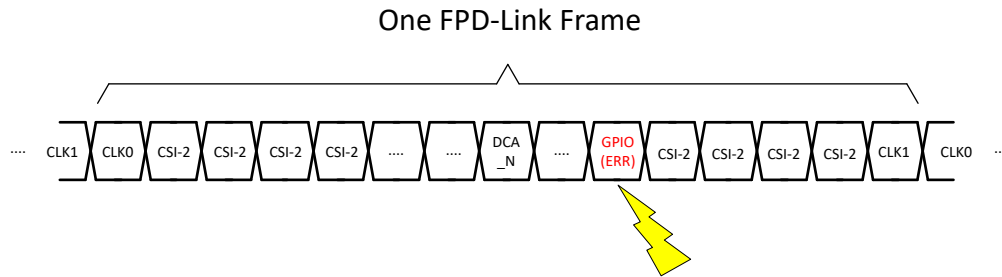 One FPD-Link Frame
.... CLK1 CLK0 CSI-2 CSI-2 CSI-2 CSI-2 .... .... DCA .... GPIO CSI-2 CSI-2 CSI-2 CSI-2 CLK1 CLK0 ..
_N (ERR)